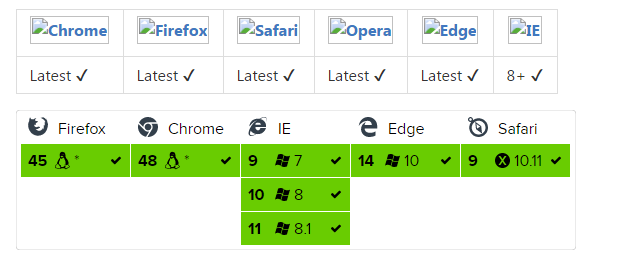 Chrome Firefox Safari Opera Edge IE
Latest ✓ Latest ✓ Latest ✓ Latest ✓ Latest ✓ 8+ ✓
Firefox Chrome IE Edge Safari
45 * ✓ 48 * ✓ 9 7 ✓ 14 10 ✓ 9 X 10.11 ✓
10 8 ✓
11 8.1 ✓